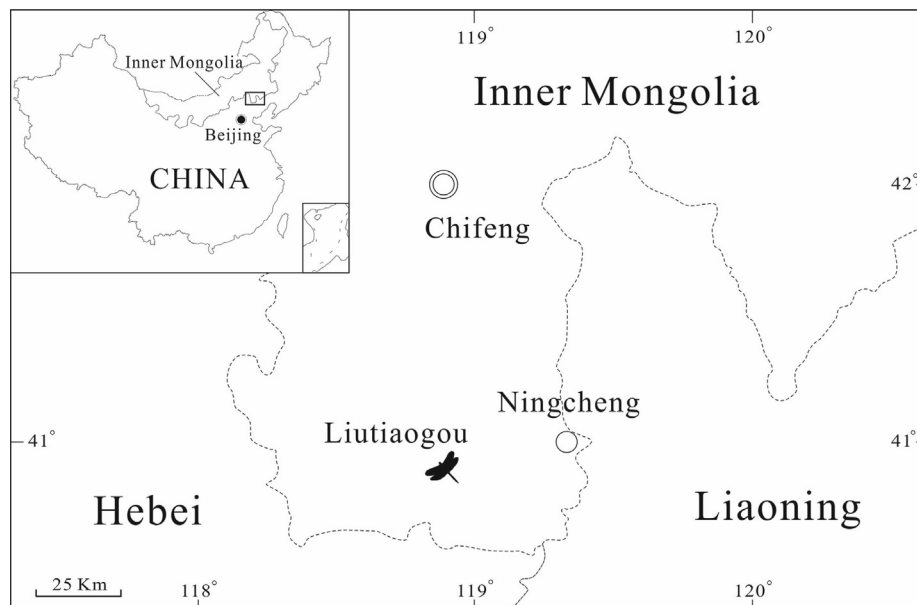 119°
120°
Inner Mongolia
Inner Mongolia
Beijing
CHINA
42°
Chifeng
Ningcheng
Liutiaogou
41°
41°
Hebei
Liaoning
25 Km
118°
119°
120°